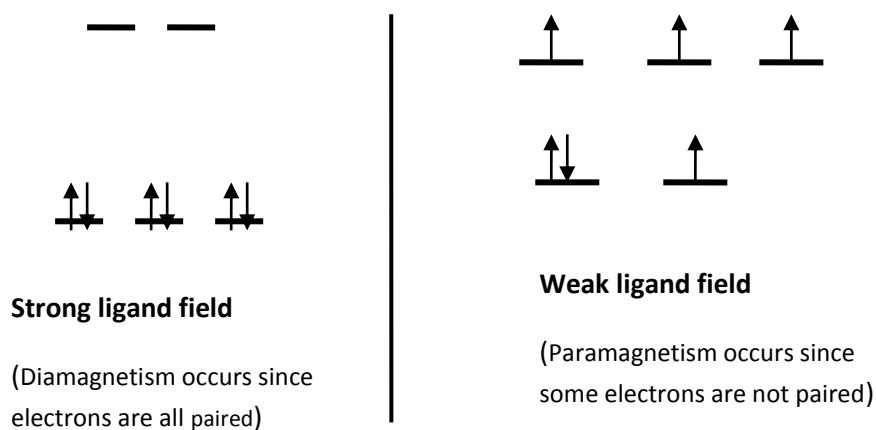 Strong ligand field
(Diamagnetism occurs since
electrons are all paired)
Weak ligand field
(Paramagnetism occurs since
some electrons are not paired)